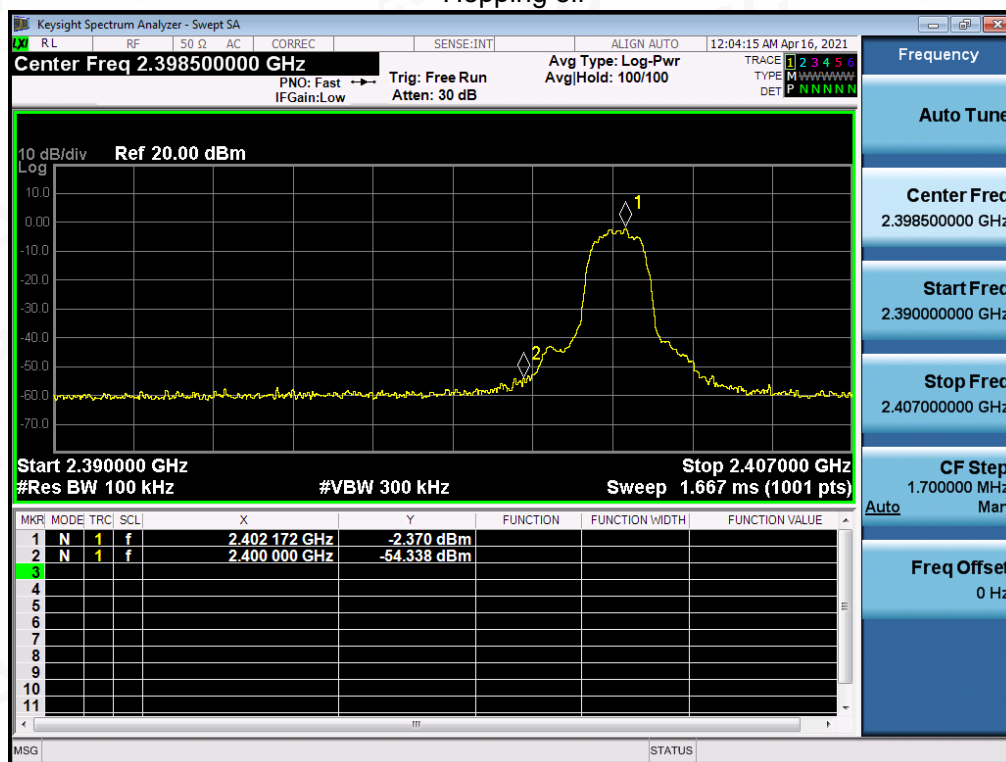 Hopping off
Keysight Spectrum Analyzer - Swept SA
LXI RL RF 50 Ω AC CORREC SENSE:INT ALIGN AUTO 12:04:15 AM Apr 16, 2021
Center Freq 2.398500000 GHz
PNO: Fast
IFGain:Low
Trig: Free Run
Atten: 30 dB
Avg Type: Log-Pwr
Avg|Hold: 100/100
TRACE 1 2 3 4 5 6
TYPE M WWWWW
DET P N N N N N
10 dB/div Ref 20.00 dBm
Log
10.0
0.00
-10.0
-20.0
-30.0
-40.0
-50.0
-60.0
-70.0
1
2
Start 2.390000 GHz Stop 2.407000 GHz
#Res BW 100 kHz #VBW 300 kHz Sweep 1.667 ms (1001 pts)
MKR MODE TRC SCL X Y FUNCTION FUNCTION WIDTH FUNCTION VALUE
1 N 1 f 2.402 172 GHz -2.370 dBm
2 N 1 f 2.400 000 GHz -54.338 dBm
3
4
5
6
7
8
9
10
11
MSG STATUS
Frequency
Auto Tune
Center Freq
2.398500000 GHz
Start Freq
2.390000000 GHz
Stop Freq
2.407000000 GHz
CF Step
1.700000 MHz
Auto Man
Freq Offset
0 Hz